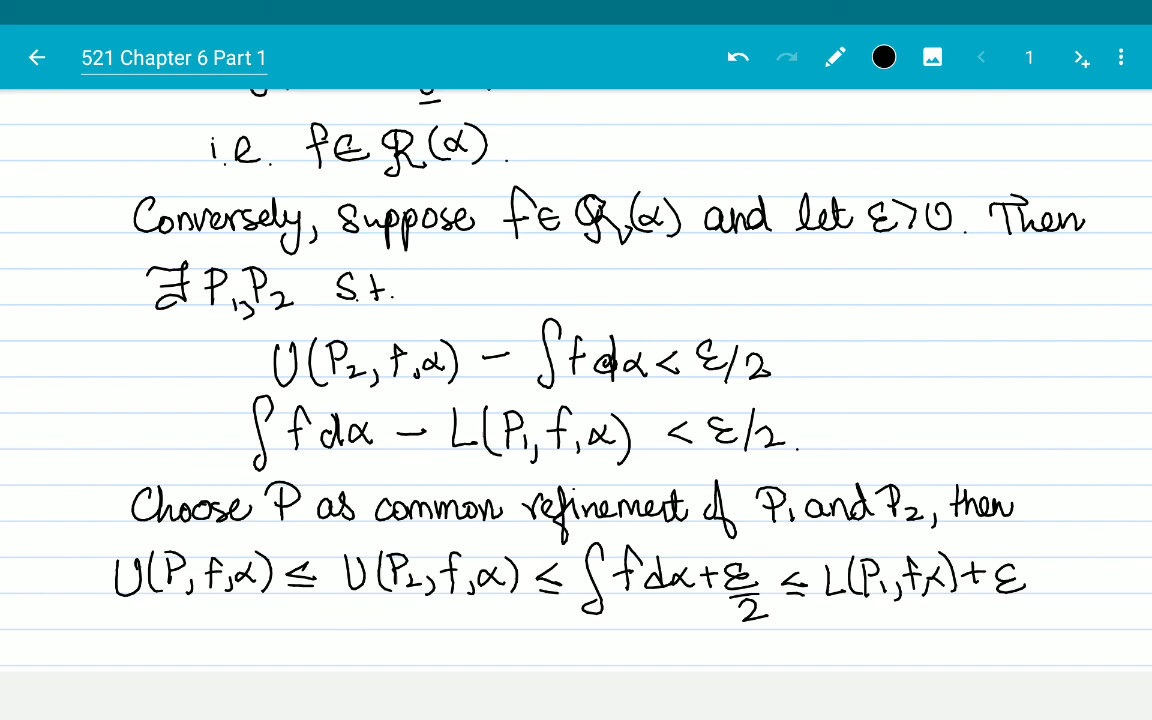 521 Chapter 6 Part 1
1
i.e. f ∈ R(α).
Conversely, suppose f ∈ R(α) and let ε>0. Then
∃ P₁, P₂ s.t.
U(P₂, f, α) − ∫ f dα < ε/2
∫ f dα − L(P₁, f, α) < ε/2.
Choose P as common refinement of P₁ and P₂, then
U(P, f, α) ≤ U(P₂, f, α) ≤ ∫ f dα + ε/2 ≤ L(P₁, f, α) + ε